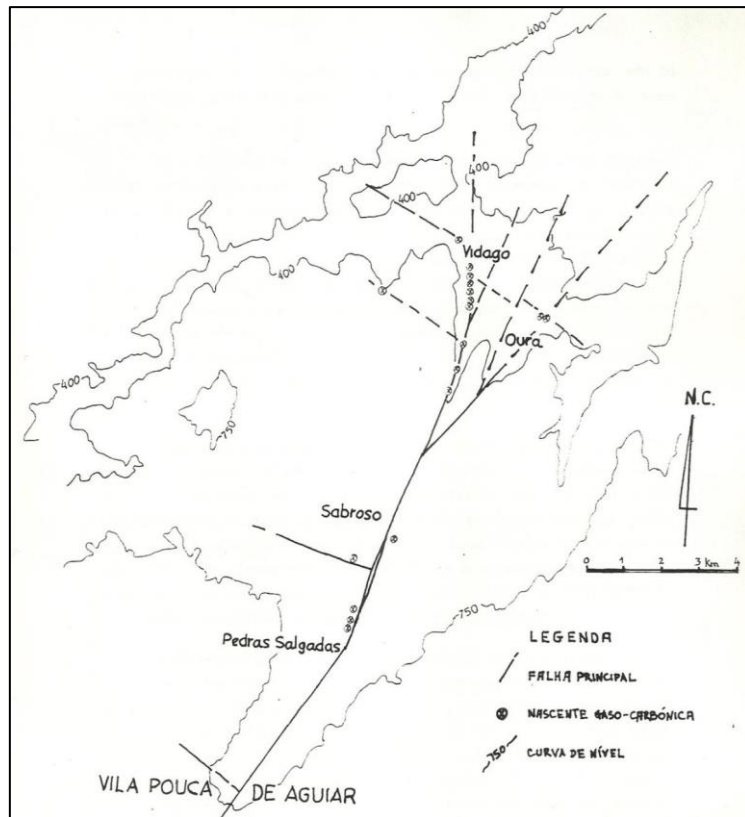 400
400
400
Vidago
400
400
Oura
N.C.
400
750
Sabroso
0 1 2 3 Km 4
750
Pedras Salgadas
LEGENDA
FALHA PRINCIPAL
NASCENTE GASO-CARBÓNICA
750 CURVA DE NÍVEL
VILA POUCA DE AGUIAR